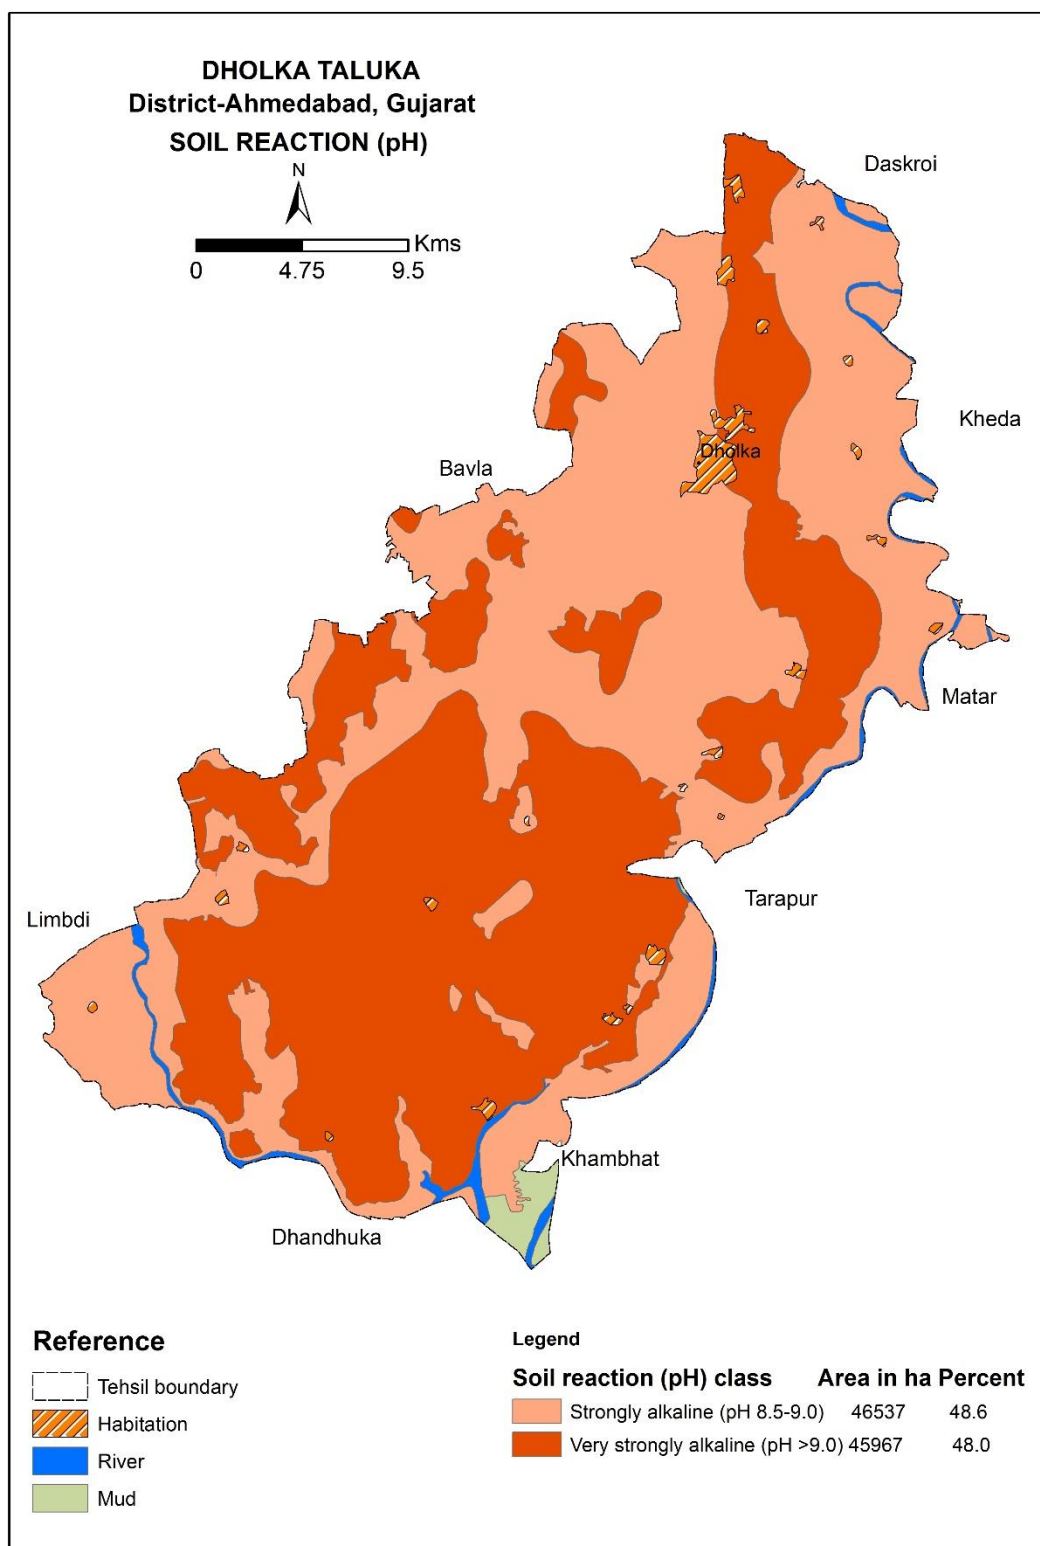 DHOLKA TALUKA
District-Ahmedabad, Gujarat
SOIL REACTION (pH)
N
Kms
0 4.75 9.5
Daskroi
Kheda
Bavla
Dholka
Matar
Tarapur
Limbdi
Khambhat
Dhandhuka
Reference
Tehsil boundary
Habitation
River
Mud
Legend
Soil reaction (pH) class Area in ha Percent
Strongly alkaline (pH 8.5-9.0) 46537 48.6
Very strongly alkaline (pH >9.0) 45967 48.0